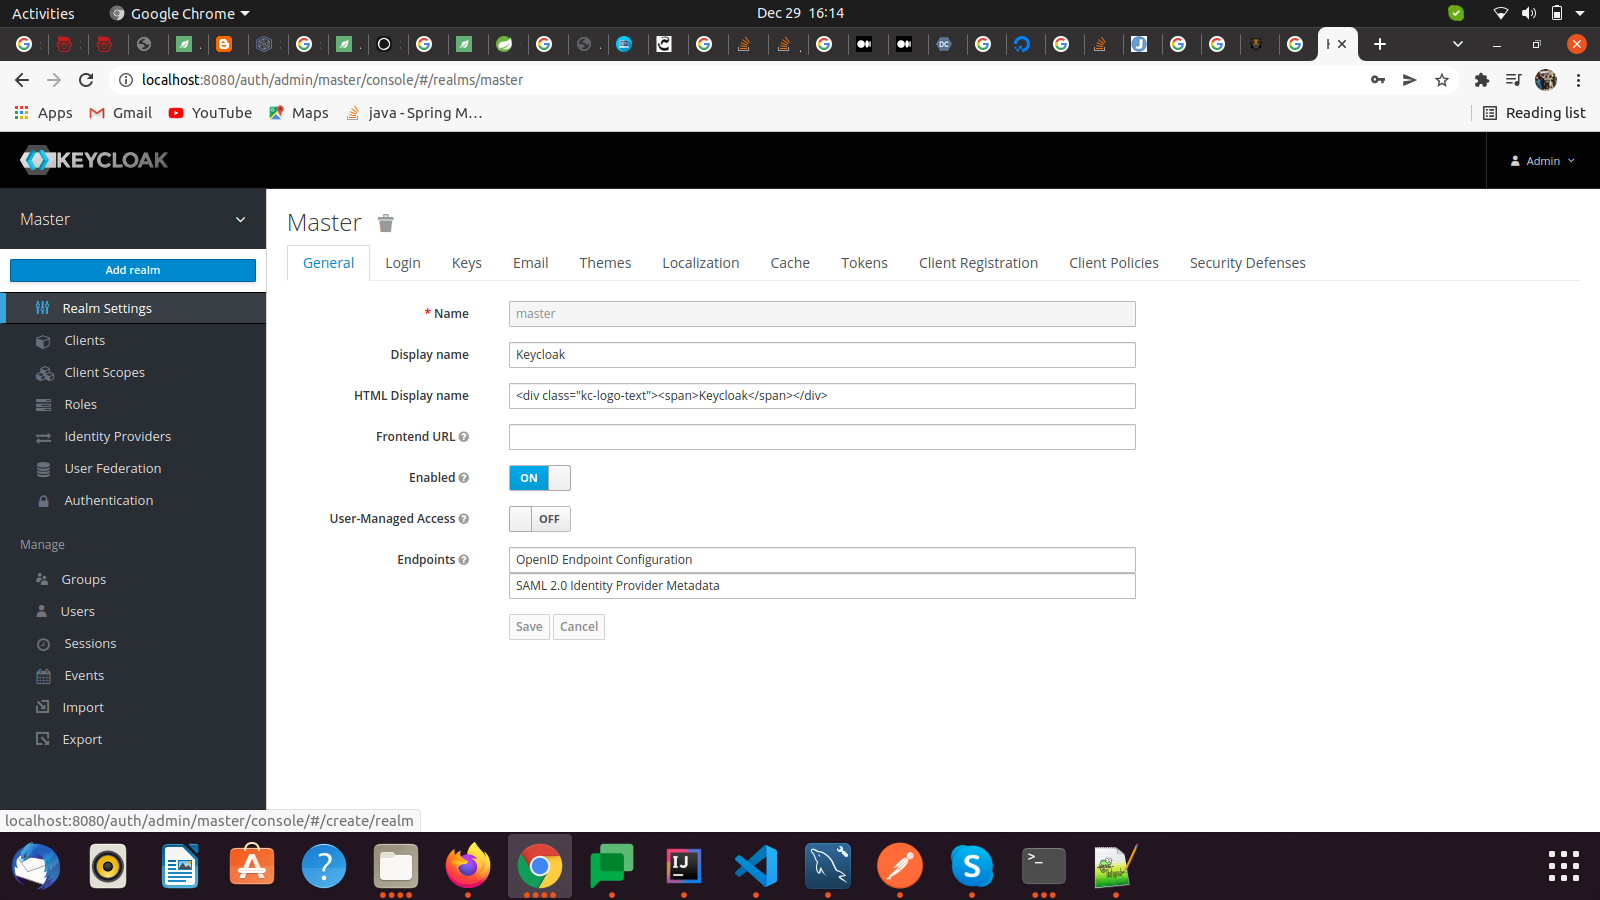 Activities
Google Chrome
Dec 29 16:14
localhost:8080/auth/admin/master/console/#/realms/master
Apps
Gmail
YouTube
Maps
java - Spring M...
Reading list
KEYCLOAK
Admin
Master
Add realm
Realm Settings
Clients
Client Scopes
Roles
Identity Providers
User Federation
Authentication
Manage
Groups
Users
Sessions
Events
Import
Export
Master
General
Login
Keys
Email
Themes
Localization
Cache
Tokens
Client Registration
Client Policies
Security Defenses
* Name
master
Display name
Keycloak
HTML Display name
<div class="kc-logo-text"><span>Keycloak</span></div>
Frontend URL
Enabled
ON
User-Managed Access
OFF
Endpoints
OpenID Endpoint Configuration
SAML 2.0 Identity Provider Metadata
Save
Cancel
localhost:8080/auth/admin/master/console/#/create/realm